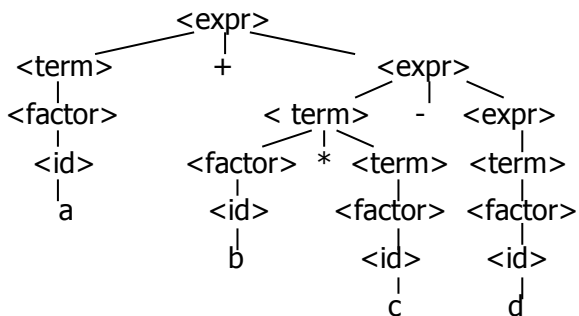 <expr>
<term> + <expr>
<factor> < term> - <expr>
<id> <factor> * <term> <term>
a <id> <factor> <factor>
b <id> <id>
c d